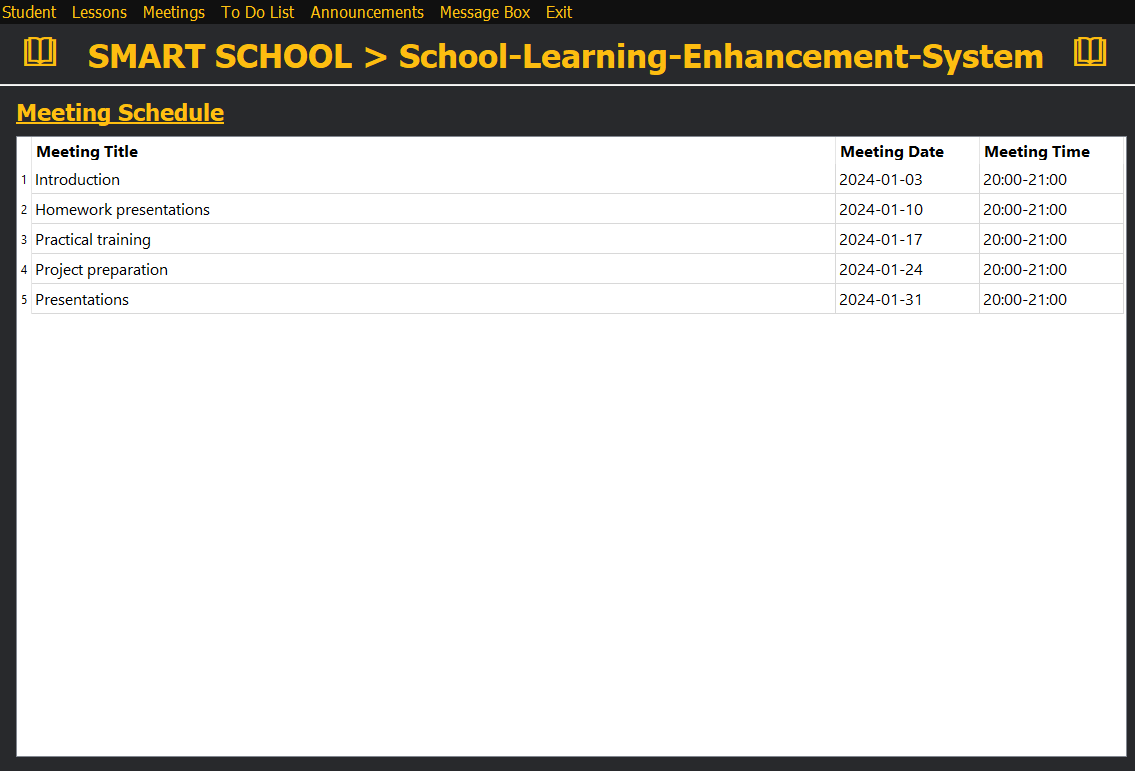 Student Lessons Meetings To Do List Announcements Message Box Exit
SMART SCHOOL > School-Learning-Enhancement-System
Meeting Schedule
Meeting Title Meeting Date Meeting Time
1 Introduction 2024-01-03 20:00-21:00
2 Homework presentations 2024-01-10 20:00-21:00
3 Practical training 2024-01-17 20:00-21:00
4 Project preparation 2024-01-24 20:00-21:00
5 Presentations 2024-01-31 20:00-21:00